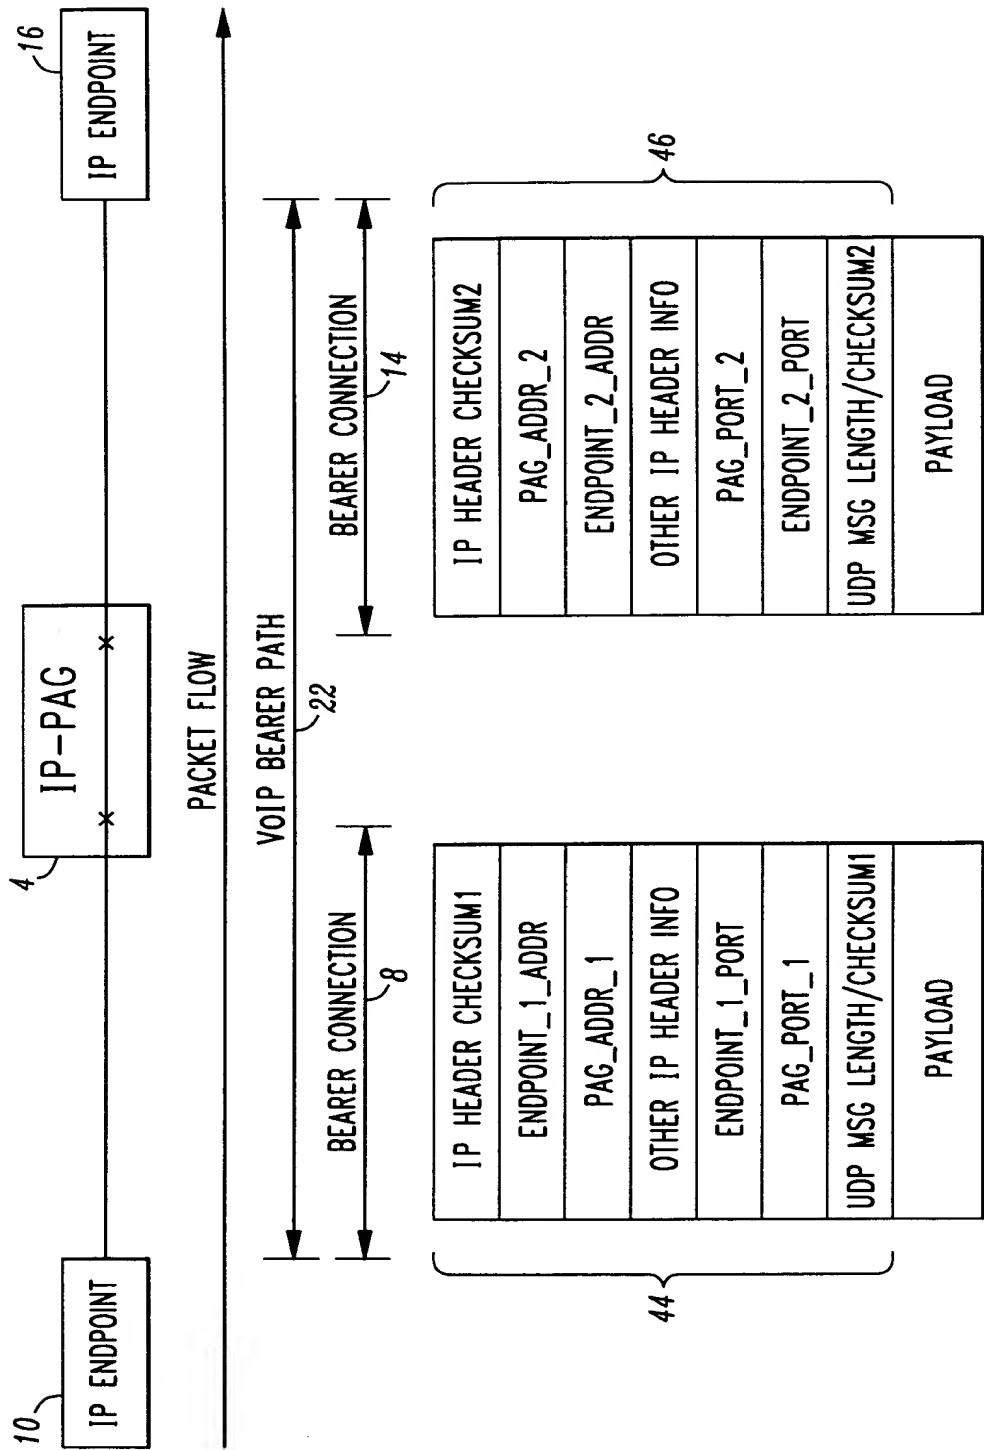 10
IP ENDPOINT
4
IP-PAG
16
IP ENDPOINT
PACKET FLOW
VOIP BEARER PATH
22
BEARER CONNECTION
8
BEARER CONNECTION
14
44
IP HEADER CHECKSUM1
ENDPOINT_1_ADDR
PAG_ADDR_1
OTHER IP HEADER INFO
ENDPOINT_1_PORT
PAG_PORT_1
UDP MSG LENGTH/CHECKSUM1
PAYLOAD
IP HEADER CHECKSUM2
PAG_ADDR_2
ENDPOINT_2_ADDR
OTHER IP HEADER INFO
PAG_PORT_2
ENDPOINT_2_PORT
UDP MSG LENGTH/CHECKSUM2
PAYLOAD
46